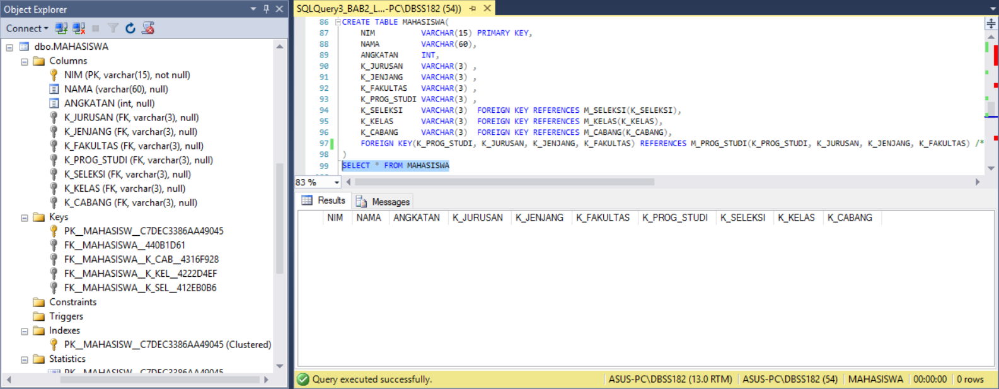 Object Explorer
Connect
dbo.MAHASISWA
Columns
NIM (PK, varchar(15), not null)
NAMA (varchar(60), null)
ANGKATAN (int, null)
K_JURUSAN (FK, varchar(3), null)
K_JENJANG (FK, varchar(3), null)
K_FAKULTAS (FK, varchar(3), null)
K_PROG_STUDI (FK, varchar(3), null)
K_SELEKSI (FK, varchar(3), null)
K_KELAS (FK, varchar(3), null)
K_CABANG (FK, varchar(3), null)
Keys
PK__MAHASISW__C7DEC3386AA49045
FK__MAHASISWA__440B1D61
FK__MAHASISWA__K_CAB__4316F928
FK__MAHASISWA__K_KEL__4222D4EF
FK__MAHASISWA__K_SEL__412EB0B6
Constraints
Triggers
Indexes
PK__MAHASISW__C7DEC3386AA49045 (Clustered)
Statistics
PK__MAHASISW__C7DEC3386AA49045
SQLQuery3_BAB2_L...-PC\DBSS182 (54))
86 CREATE TABLE MAHASISWA(
87 NIM VARCHAR(15) PRIMARY KEY,
88 NAMA VARCHAR(60),
89 ANGKATAN INT,
90 K_JURUSAN VARCHAR(3) ,
91 K_JENJANG VARCHAR(3) ,
92 K_FAKULTAS VARCHAR(3) ,
93 K_PROG_STUDI VARCHAR(3) ,
94 K_SELEKSI VARCHAR(3) FOREIGN KEY REFERENCES M_SELEKSI(K_SELEKSI),
95 K_KELAS VARCHAR(3) FOREIGN KEY REFERENCES M_KELAS(K_KELAS),
96 K_CABANG VARCHAR(3) FOREIGN KEY REFERENCES M_CABANG(K_CABANG),
97 FOREIGN KEY(K_PROG_STUDI, K_JURUSAN, K_JENJANG, K_FAKULTAS) REFERENCES M_PROG_STUDI(K_PROG_STUDI, K_JURUSAN, K_JENJANG, K_FAKULTAS) /*
98 )
99 SELECT * FROM MAHASISWA
83 %
Results Messages
NIM NAMA ANGKATAN K_JURUSAN K_JENJANG K_FAKULTAS K_PROG_STUDI K_SELEKSI K_KELAS K_CABANG
Query executed successfully. ASUS-PC\DBSS182 (13.0 RTM) ASUS-PC\DBSS182 (54) MAHASISWA 00:00:00 0 rows